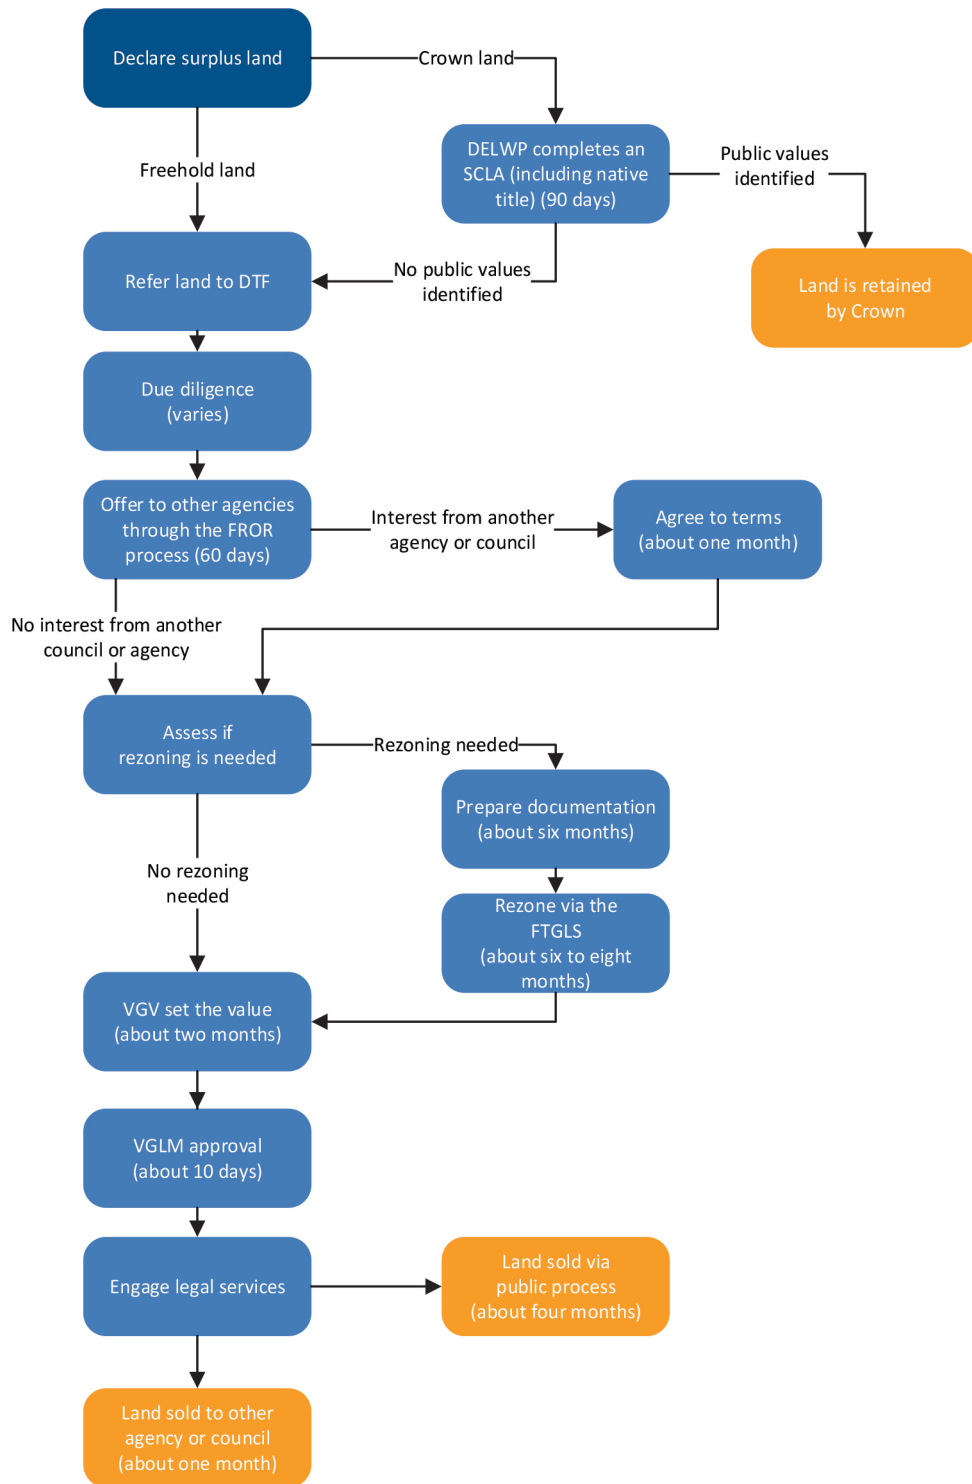 Declare surplus land
Crown land
DELWP completes an
SCLA (including native
title) (90 days)
Public values
identified
Freehold land
Refer land to DTF
No public values
identified
Land is retained
by Crown
Due diligence
(varies)
Offer to other agencies
through the FROR
process (60 days)
Interest from another
agency or council
Agree to terms
(about one month)
No interest from another
council or agency
Assess if
rezoning is needed
Rezoning needed
Prepare documentation
(about six months)
No rezoning
needed
Rezone via the
FTGLS
(about six to eight
months)
VGV set the value
(about two months)
VGLM approval
(about 10 days)
Engage legal services
Land sold via
public process
(about four months)
Land sold to other
agency or council
(about one month)